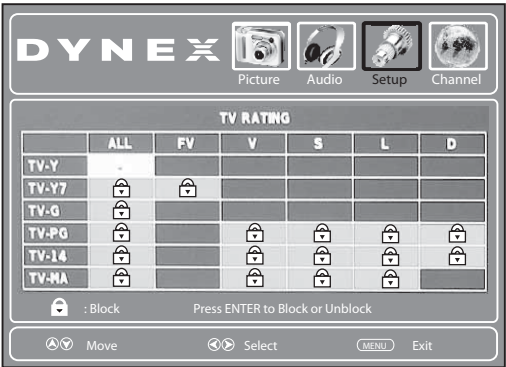 DYNEX
Picture Audio Setup Channel
TV RATING
ALL FV V S L D
TV-Y
TV-Y7
TV-G
TV-PG
TV-14
TV-MA
: Block Press ENTER to Block or Unblock
Move Select MENU Exit